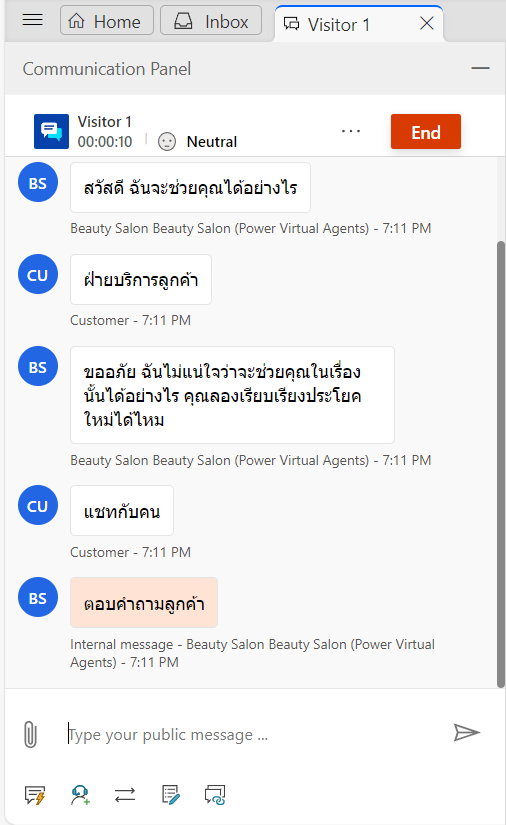 Home
Inbox
Visitor 1
Communication Panel
Visitor 1
00:00:10
Neutral
End
BS
สวัสดี ฉันจะช่วยคุณได้อย่างไร
Beauty Salon Beauty Salon (Power Virtual Agents) - 7:11 PM
CU
ฝ่ายบริการลูกค้า
Customer - 7:11 PM
BS
ขออภัย ฉันไม่แน่ใจว่าจะช่วยคุณในเรื่อง
นั้นได้อย่างไร คุณลองเรียบเรียงประโยค
ใหม่ได้ไหม
Beauty Salon Beauty Salon (Power Virtual Agents) - 7:11 PM
CU
แชทกับคน
Customer - 7:11 PM
BS
ตอบคำถามลูกค้า
Internal message - Beauty Salon Beauty Salon (Power Virtual
Agents) - 7:11 PM
Type your public message ...